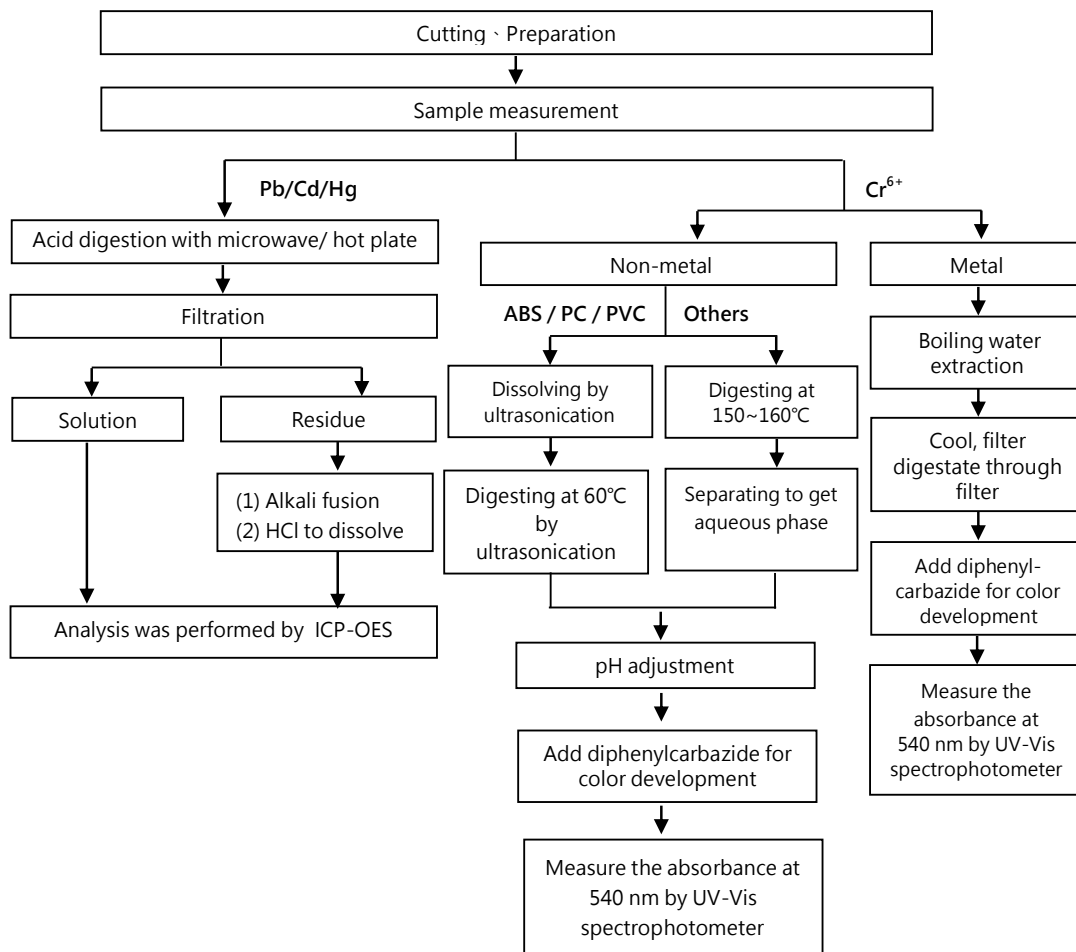 Cutting、Preparation
Sample measurement
Pb/Cd/Hg
Cr⁶⁺
Acid digestion with microwave/ hot plate
Non-metal
Metal
Filtration
ABS / PC / PVC
Others
Boiling water
extraction
Solution
Residue
Dissolving by
ultrasonication
Digesting at
150~160℃
Cool, filter
digestate through
filter
(1) Alkali fusion
(2) HCl to dissolve
Digesting at 60℃
by
ultrasonication
Separating to get
aqueous phase
Add diphenyl-
carbazide for color
development
Analysis was performed by ICP-OES
pH adjustment
Measure the
absorbance at
540 nm by UV-Vis
spectrophotometer
Add diphenylcarbazide for
color development
Measure the absorbance at
540 nm by UV-Vis
spectrophotometer